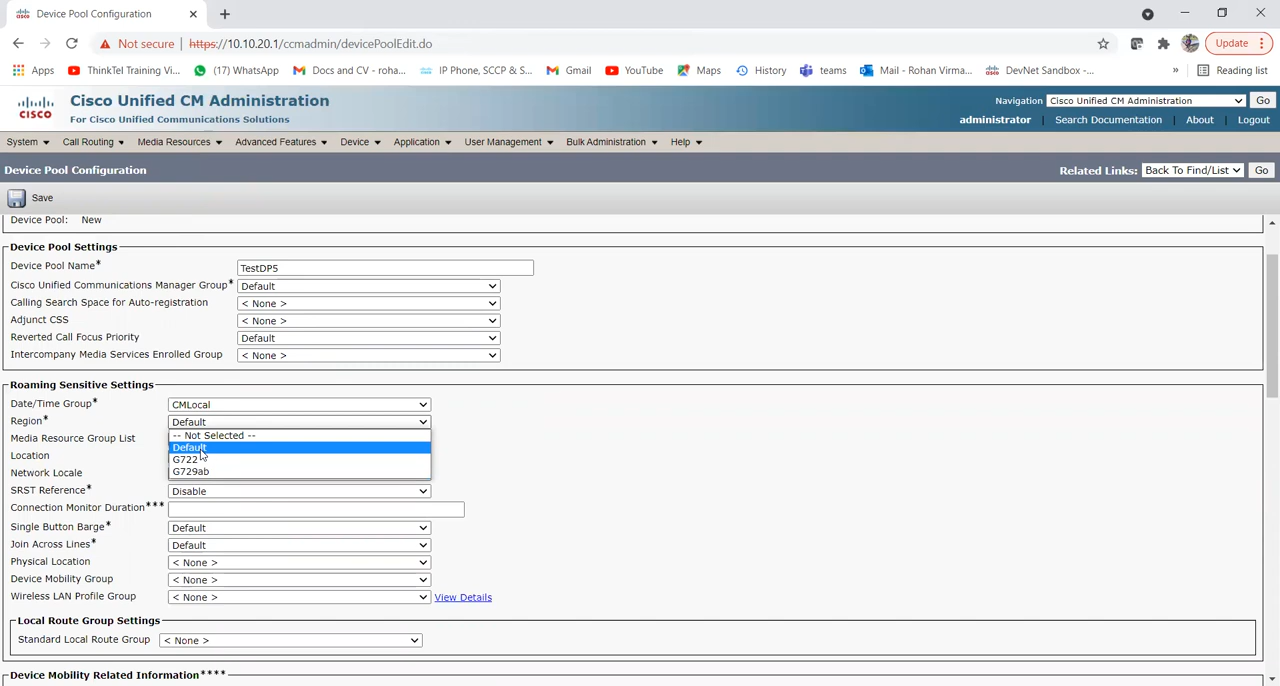 Device Pool Configuration
Not secure | https://10.10.20.1/ccmadmin/devicePoolEdit.do
Update
Apps ThinkTel Training Vi... (17) WhatsApp Docs and CV - roha... IP Phone, SCCP & S... Gmail YouTube Maps History teams Mail - Rohan Virma... DevNet Sandbox -... » Reading list
CISCO
Cisco Unified CM Administration
For Cisco Unified Communications Solutions
Navigation Cisco Unified CM Administration Go
administrator | Search Documentation | About | Logout
System Call Routing Media Resources Advanced Features Device Application User Management Bulk Administration Help
Device Pool Configuration
Related Links: Back To Find/List Go
Save
Device Pool: New
Device Pool Settings
Device Pool Name* TestDP5
Cisco Unified Communications Manager Group* Default
Calling Search Space for Auto-registration < None >
Adjunct CSS < None >
Reverted Call Focus Priority Default
Intercompany Media Services Enrolled Group < None >
Roaming Sensitive Settings
Date/Time Group* CMLocal
Region* Default
-- Not Selected --
Default
G722
G729ab
Media Resource Group List
Location
Network Locale
SRST Reference* Disable
Connection Monitor Duration***
Single Button Barge* Default
Join Across Lines* Default
Physical Location < None >
Device Mobility Group < None >
Wireless LAN Profile Group < None > View Details
Local Route Group Settings
Standard Local Route Group < None >
Device Mobility Related Information****